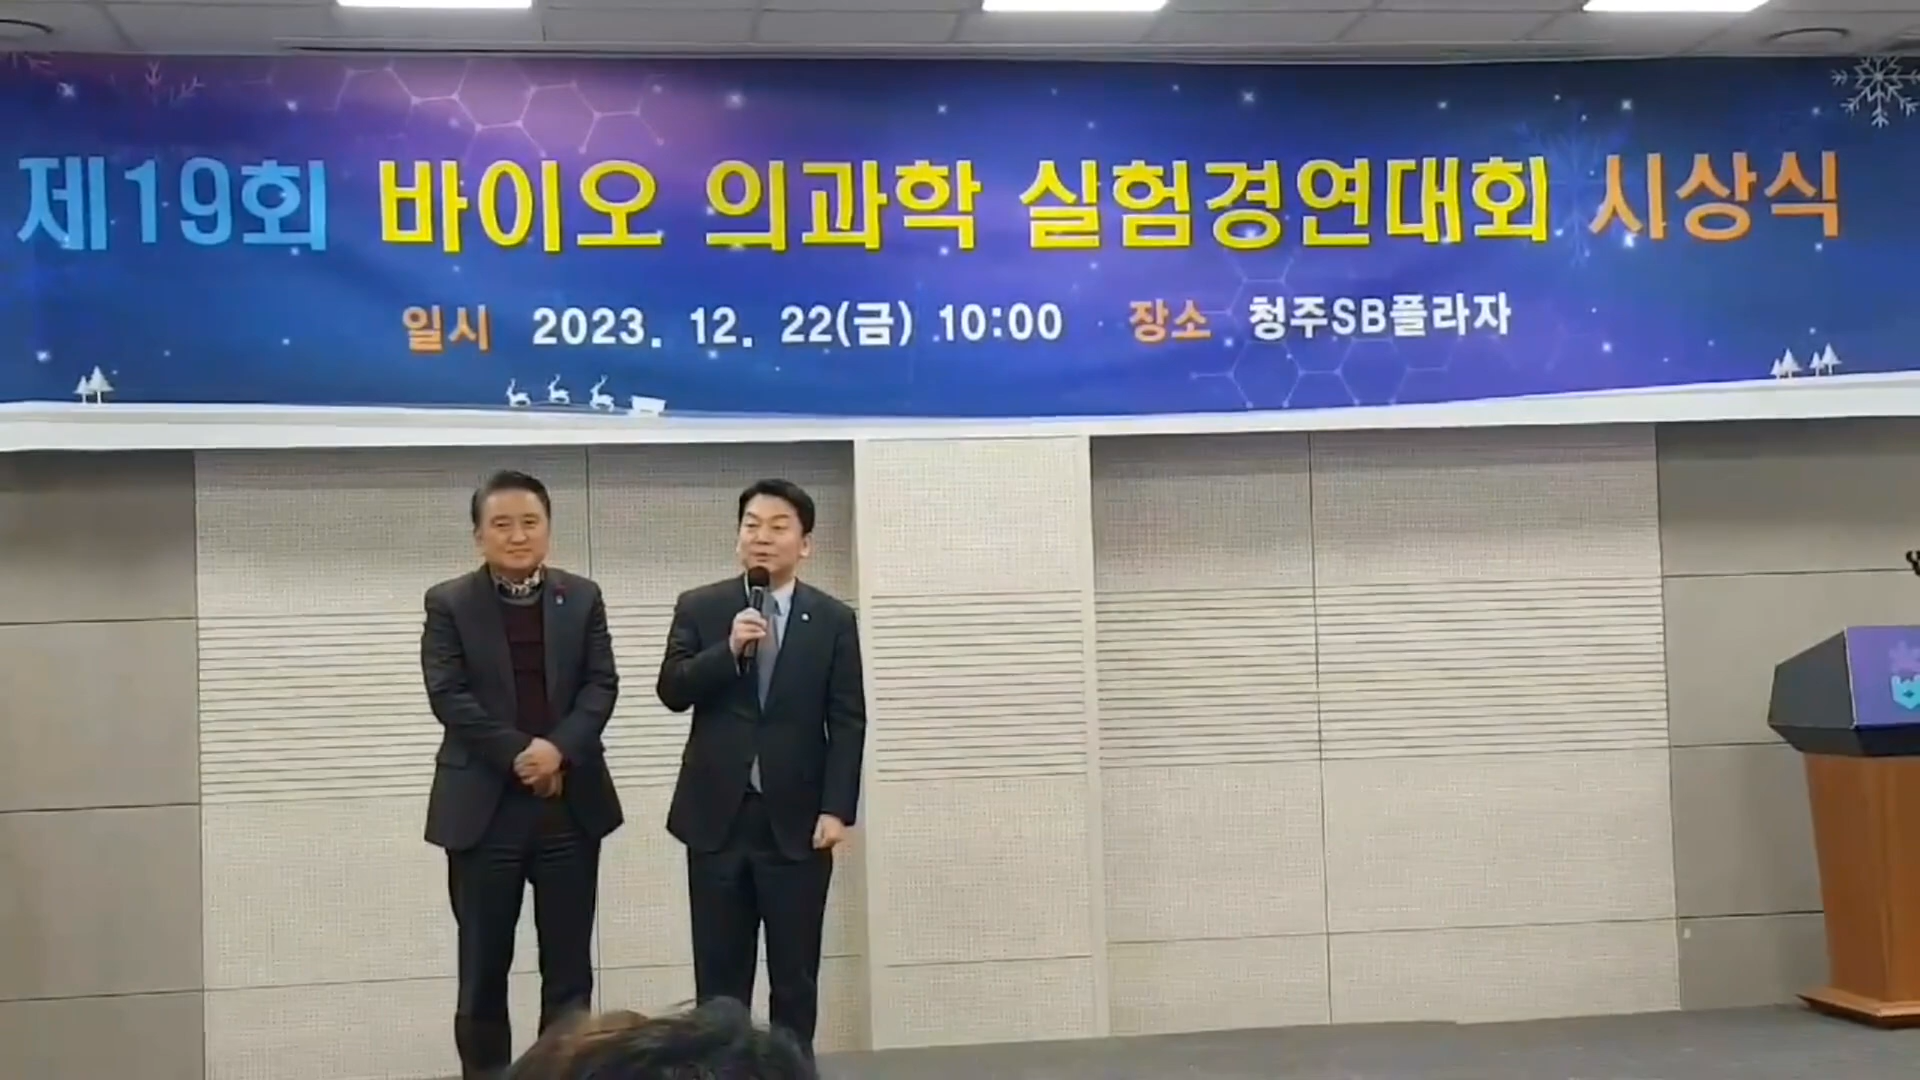 제19회 바이오 의과학 실험경연대회 시상식
일시 2023. 12. 22(금) 10:00 장소 청주SB플라자